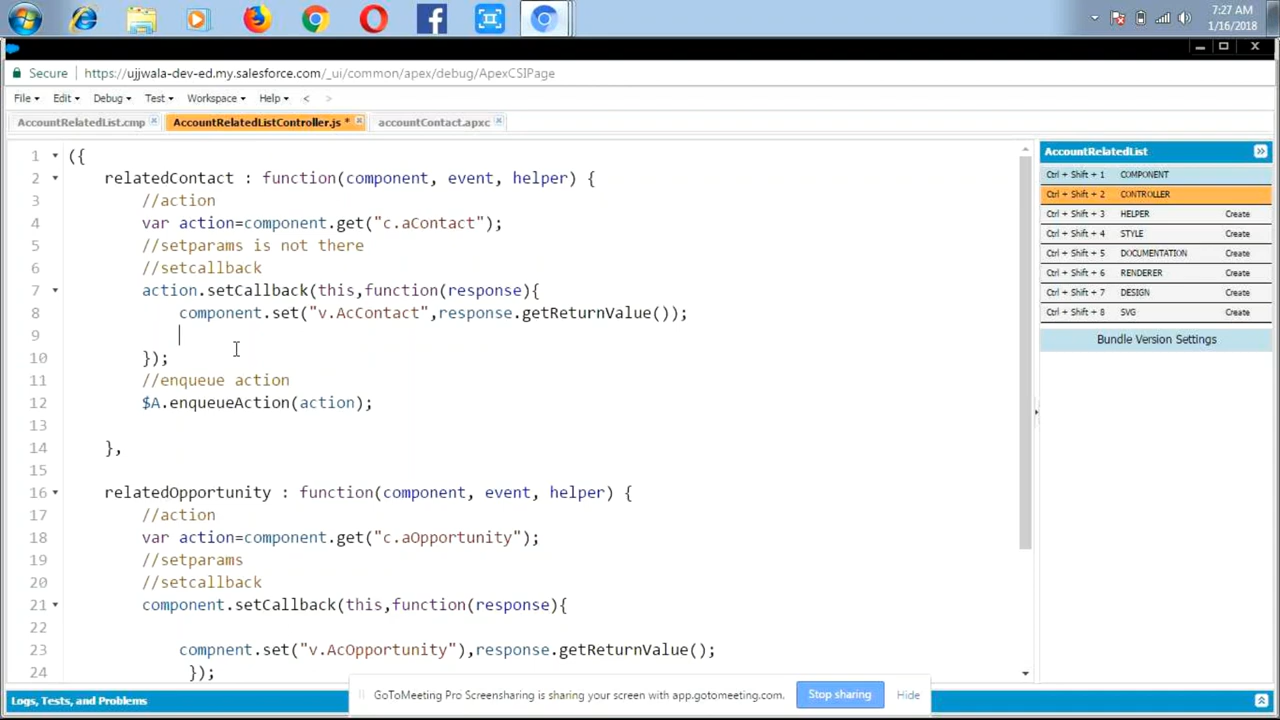 7:27 AM
1/16/2018
Secure https://ujjwala-dev-ed.my.salesforce.com/_ui/common/apex/debug/ApexCSIPage
File Edit Debug Test Workspace Help < >
AccountRelatedList.cmp AccountRelatedListController.js * accountContact.apxc
1 ({
2 relatedContact : function(component, event, helper) {
3 //action
4 var action=component.get("c.aContact");
5 //setparams is not there
6 //setcallback
7 action.setCallback(this,function(response){
8 component.set("v.AcContact",response.getReturnValue());
9
10 });
11 //enqueue action
12 $A.enqueueAction(action);
13
14 },
15
16 relatedOpportunity : function(component, event, helper) {
17 //action
18 var action=component.get("c.aOpportunity");
19 //setparams
20 //setcallback
21 component.setCallback(this,function(response){
22
23 compnent.set("v.AcOpportunity"),response.getReturnValue();
24 });
AccountRelatedList
Ctrl + Shift + 1 COMPONENT
Ctrl + Shift + 2 CONTROLLER
Ctrl + Shift + 3 HELPER Create
Ctrl + Shift + 4 STYLE Create
Ctrl + Shift + 5 DOCUMENTATION Create
Ctrl + Shift + 6 RENDERER Create
Ctrl + Shift + 7 DESIGN Create
Ctrl + Shift + 8 SVG Create
Bundle Version Settings
GoToMeeting Pro Screensharing is sharing your screen with app.gotomeeting.com. Stop sharing Hide
Logs, Tests, and Problems